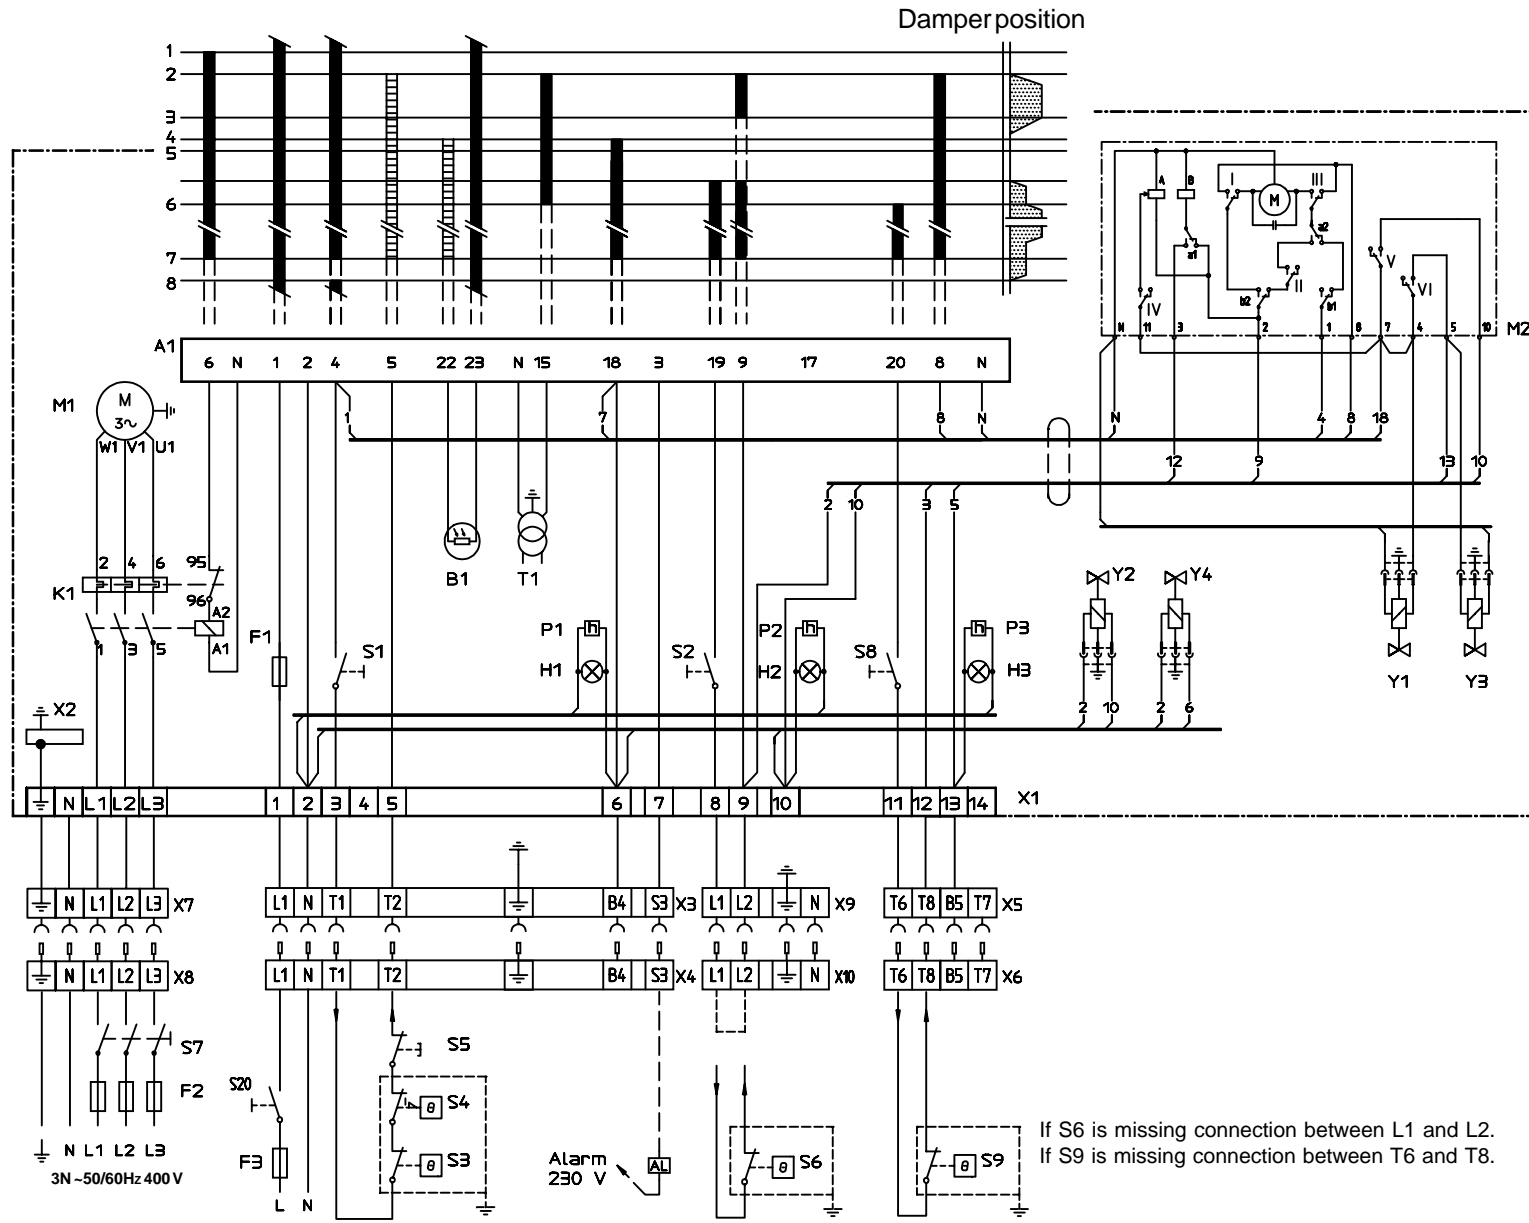 Damper position
1
2
3
4
5
6
7
8
A1
6 N 1 2 4 5 22 23 N 15 18 3 19 9 17 20 8 N
A B I III
M
a2
a1
II
b2 B1
IV V VI
N 11 3 2 1 6 7 4 5 10 M2
M1
M
3~
W1 V1 U1
1 7 8 N N 4 8 18
12 9 13 10
2 10 3 5
B1 T1
2 4 6 95
K1
96
A2
A1
1 3 5
F1 S1 P1 H1 S2 P2 H2 S8 P3 H3
Y2 Y4
Y1 Y3
2 10 2 6
X2
N L1 L2 L3 1 2 3 4 5 6 7 8 9 10 11 12 13 14 X1
N L1 L2 L3 X7 L1 N T1 T2 B4 S3 X3 L1 L2 N X9 T6 T8 B5 T7 X5
N L1 L2 L3 X8 L1 N T1 T2 B4 S3 X4 L1 L2 N X10 T6 T8 B5 T7 X6
S7
F2
S20
F3
S5
θ S4
θ S3
Alarm
230 V
AL
θ S6
θ S9
N L1 L2 L3
3N ~50/60Hz 400 V
L N
If S6 is missing connection between L1 and L2.
If S9 is missing connection between T6 and T8.